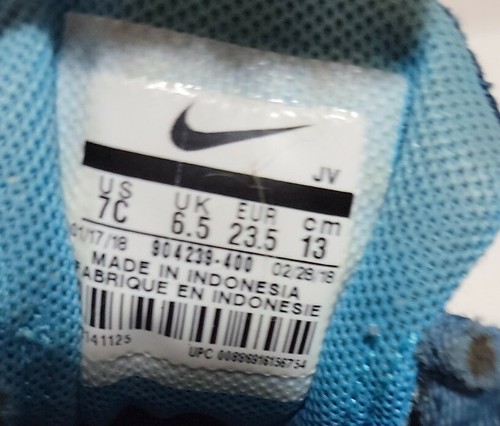 JV
US UK EUR cm
7C 6.5 23.5 13
01/17/18 904239-400 02/28/18
MADE IN INDONESIA
FABRIQUE EN INDONESIE
141125
UPC 00886916156754